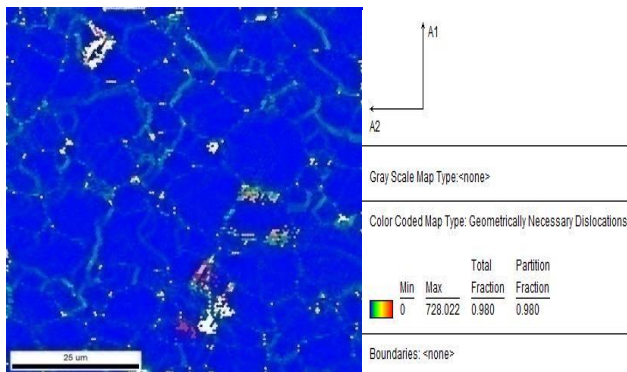 A1
A2
Gray Scale Map Type:<none>
Color Coded Map Type: Geometrically Necessary Dislocations
Total Partition
Min Max Fraction Fraction
0 728.022 0.980 0.980
Boundaries: <none>
25 um